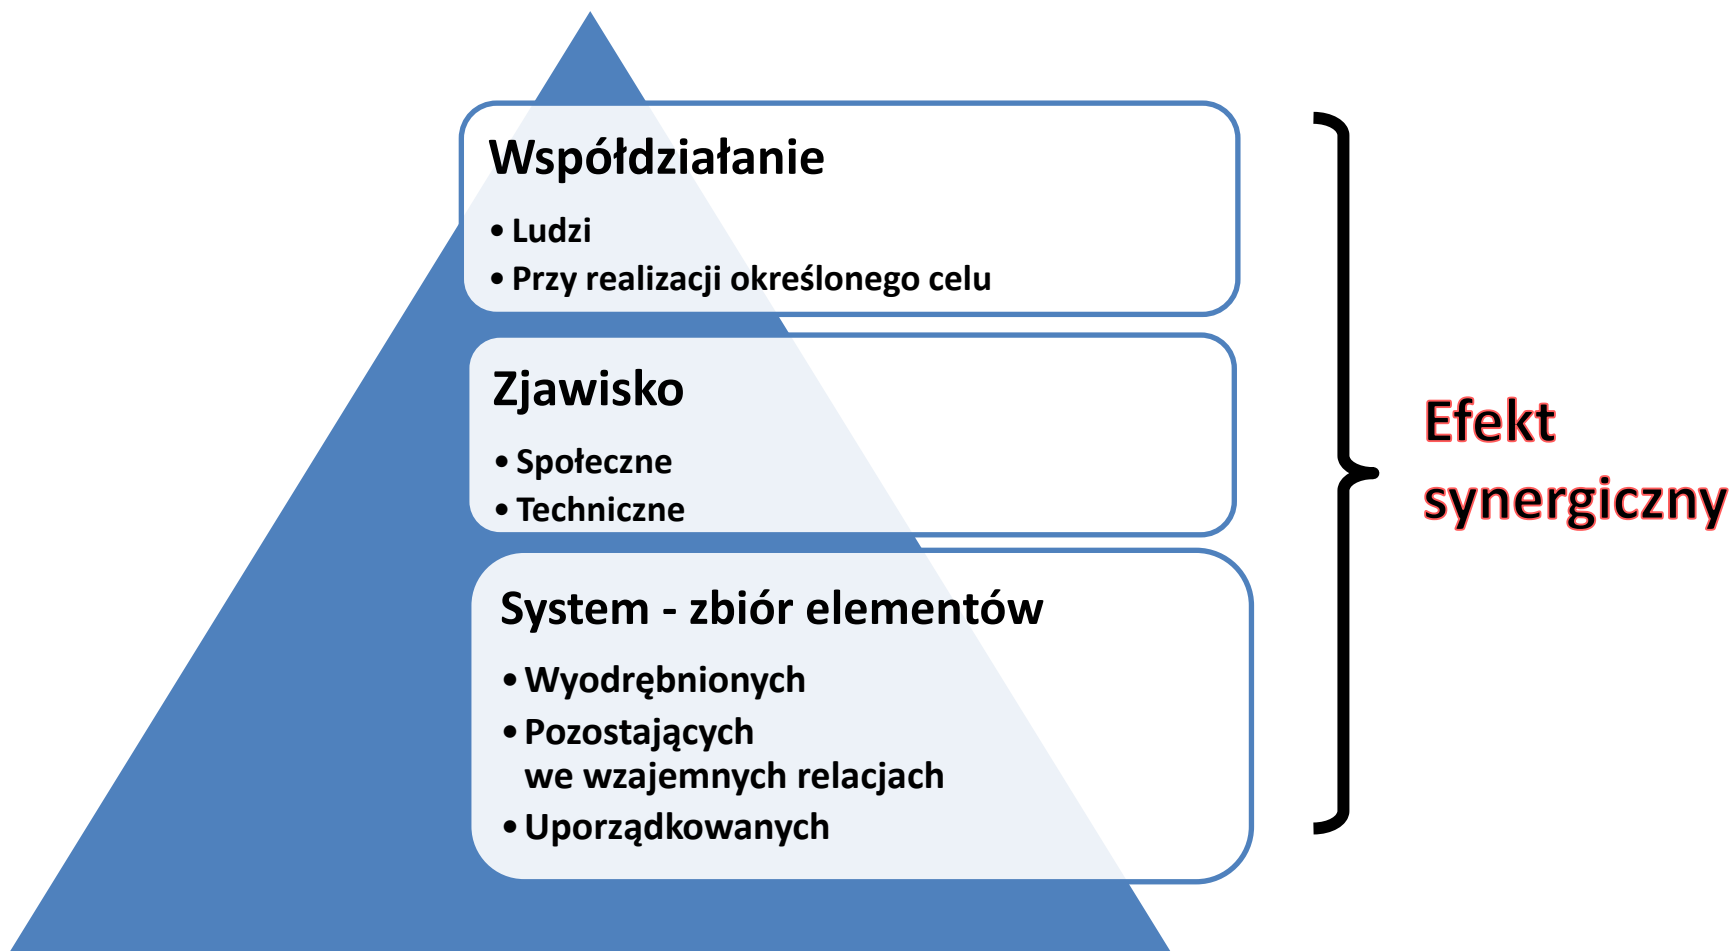 Współdziałanie
• Ludzi
• Przy realizacji określonego celu
Zjawisko
• Społeczne
• Techniczne
System - zbiór elementów
• Wyodrębnionych
• Pozostających
we wzajemnych relacjach
• Uporządkowanych
Efekt
synergiczny